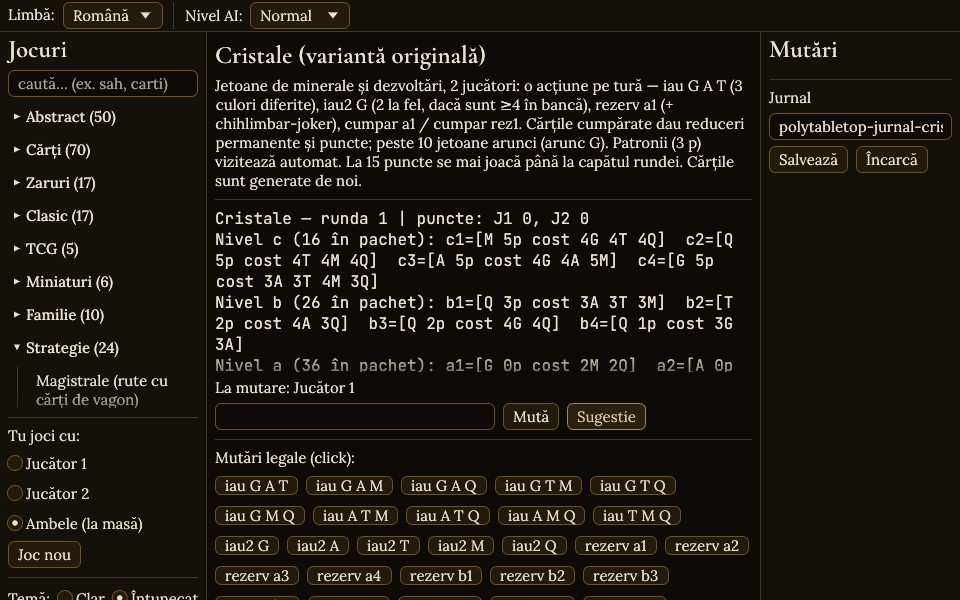 Limbă: Română ▼ Nivel AI: Normal ▼
Jocuri
caută... (ex. sah, carti)
▸ Abstract (50)
▸ Cărți (70)
▸ Zaruri (17)
▸ Clasic (17)
▸ TCG (5)
▸ Miniaturi (6)
▸ Familie (10)
▾ Strategie (24)
Magistrale (rute cu
cărți de vagon)
Tu joci cu:
Jucător 1
Jucător 2
Ambele (la masă)
Joc nou
Temă: Clar Întunecat
Cristale (variantă originală)
Jetoane de minerale și dezvoltări, 2 jucători: o acțiune pe tură — iau G A T (3
culori diferite), iau2 G (2 la fel, dacă sunt ≥4 în bancă), rezerv a1 (+
chihlimbar-joker), cumpar a1 / cumpar rez1. Cărțile cumpărate dau reduceri
permanente și puncte; peste 10 jetoane arunci (arunc G). Patronii (3 p)
vizitează automat. La 15 puncte se mai joacă până la capătul rundei. Cărțile
sunt generate de noi.
Cristale — runda 1 | puncte: J1 0, J2 0
Nivel c (16 în pachet): c1=[M 5p cost 4G 4T 4Q]  c2=[Q
5p cost 4T 4M 4Q]  c3=[A 5p cost 4G 4A 5M]  c4=[G 5p
cost 3A 3T 4M 3Q]
Nivel b (26 în pachet): b1=[Q 3p cost 3A 3T 3M]  b2=[T
2p cost 4A 3Q]  b3=[Q 2p cost 4G 4Q]  b4=[Q 1p cost 3G
3A]
Nivel a (36 în pachet): a1=[G 0p cost 2M 2Q]  a2=[A 0p
La mutare: Jucător 1
Mută Sugestie
Mutări legale (click):
iau G A T iau G A M iau G A Q iau G T M iau G T Q
iau G M Q iau A T M iau A T Q iau A M Q iau T M Q
iau2 G iau2 A iau2 T iau2 M iau2 Q rezerv a1 rezerv a2
rezerv a3 rezerv a4 rezerv b1 rezerv b2 rezerv b3
Mutări
Jurnal
polytabletop-jurnal-cris
Salvează Încarcă